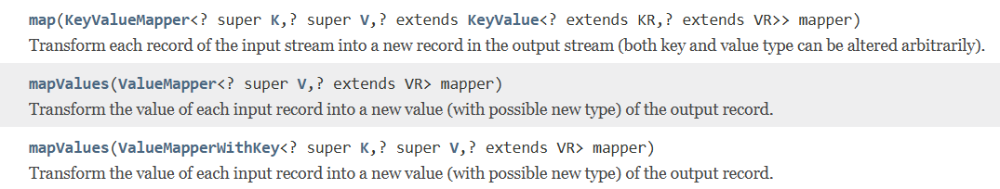 map(KeyValueMapper<? super K,? super V,? extends KeyValue<? extends KR,? extends VR>> mapper)
Transform each record of the input stream into a new record in the output stream (both key and value type can be altered arbitrarily).
mapValues(ValueMapper<? super V,? extends VR> mapper)
Transform the value of each input record into a new value (with possible new type) of the output record.
mapValues(ValueMapperWithKey<? super K,? super V,? extends VR> mapper)
Transform the value of each input record into a new value (with possible new type) of the output record.